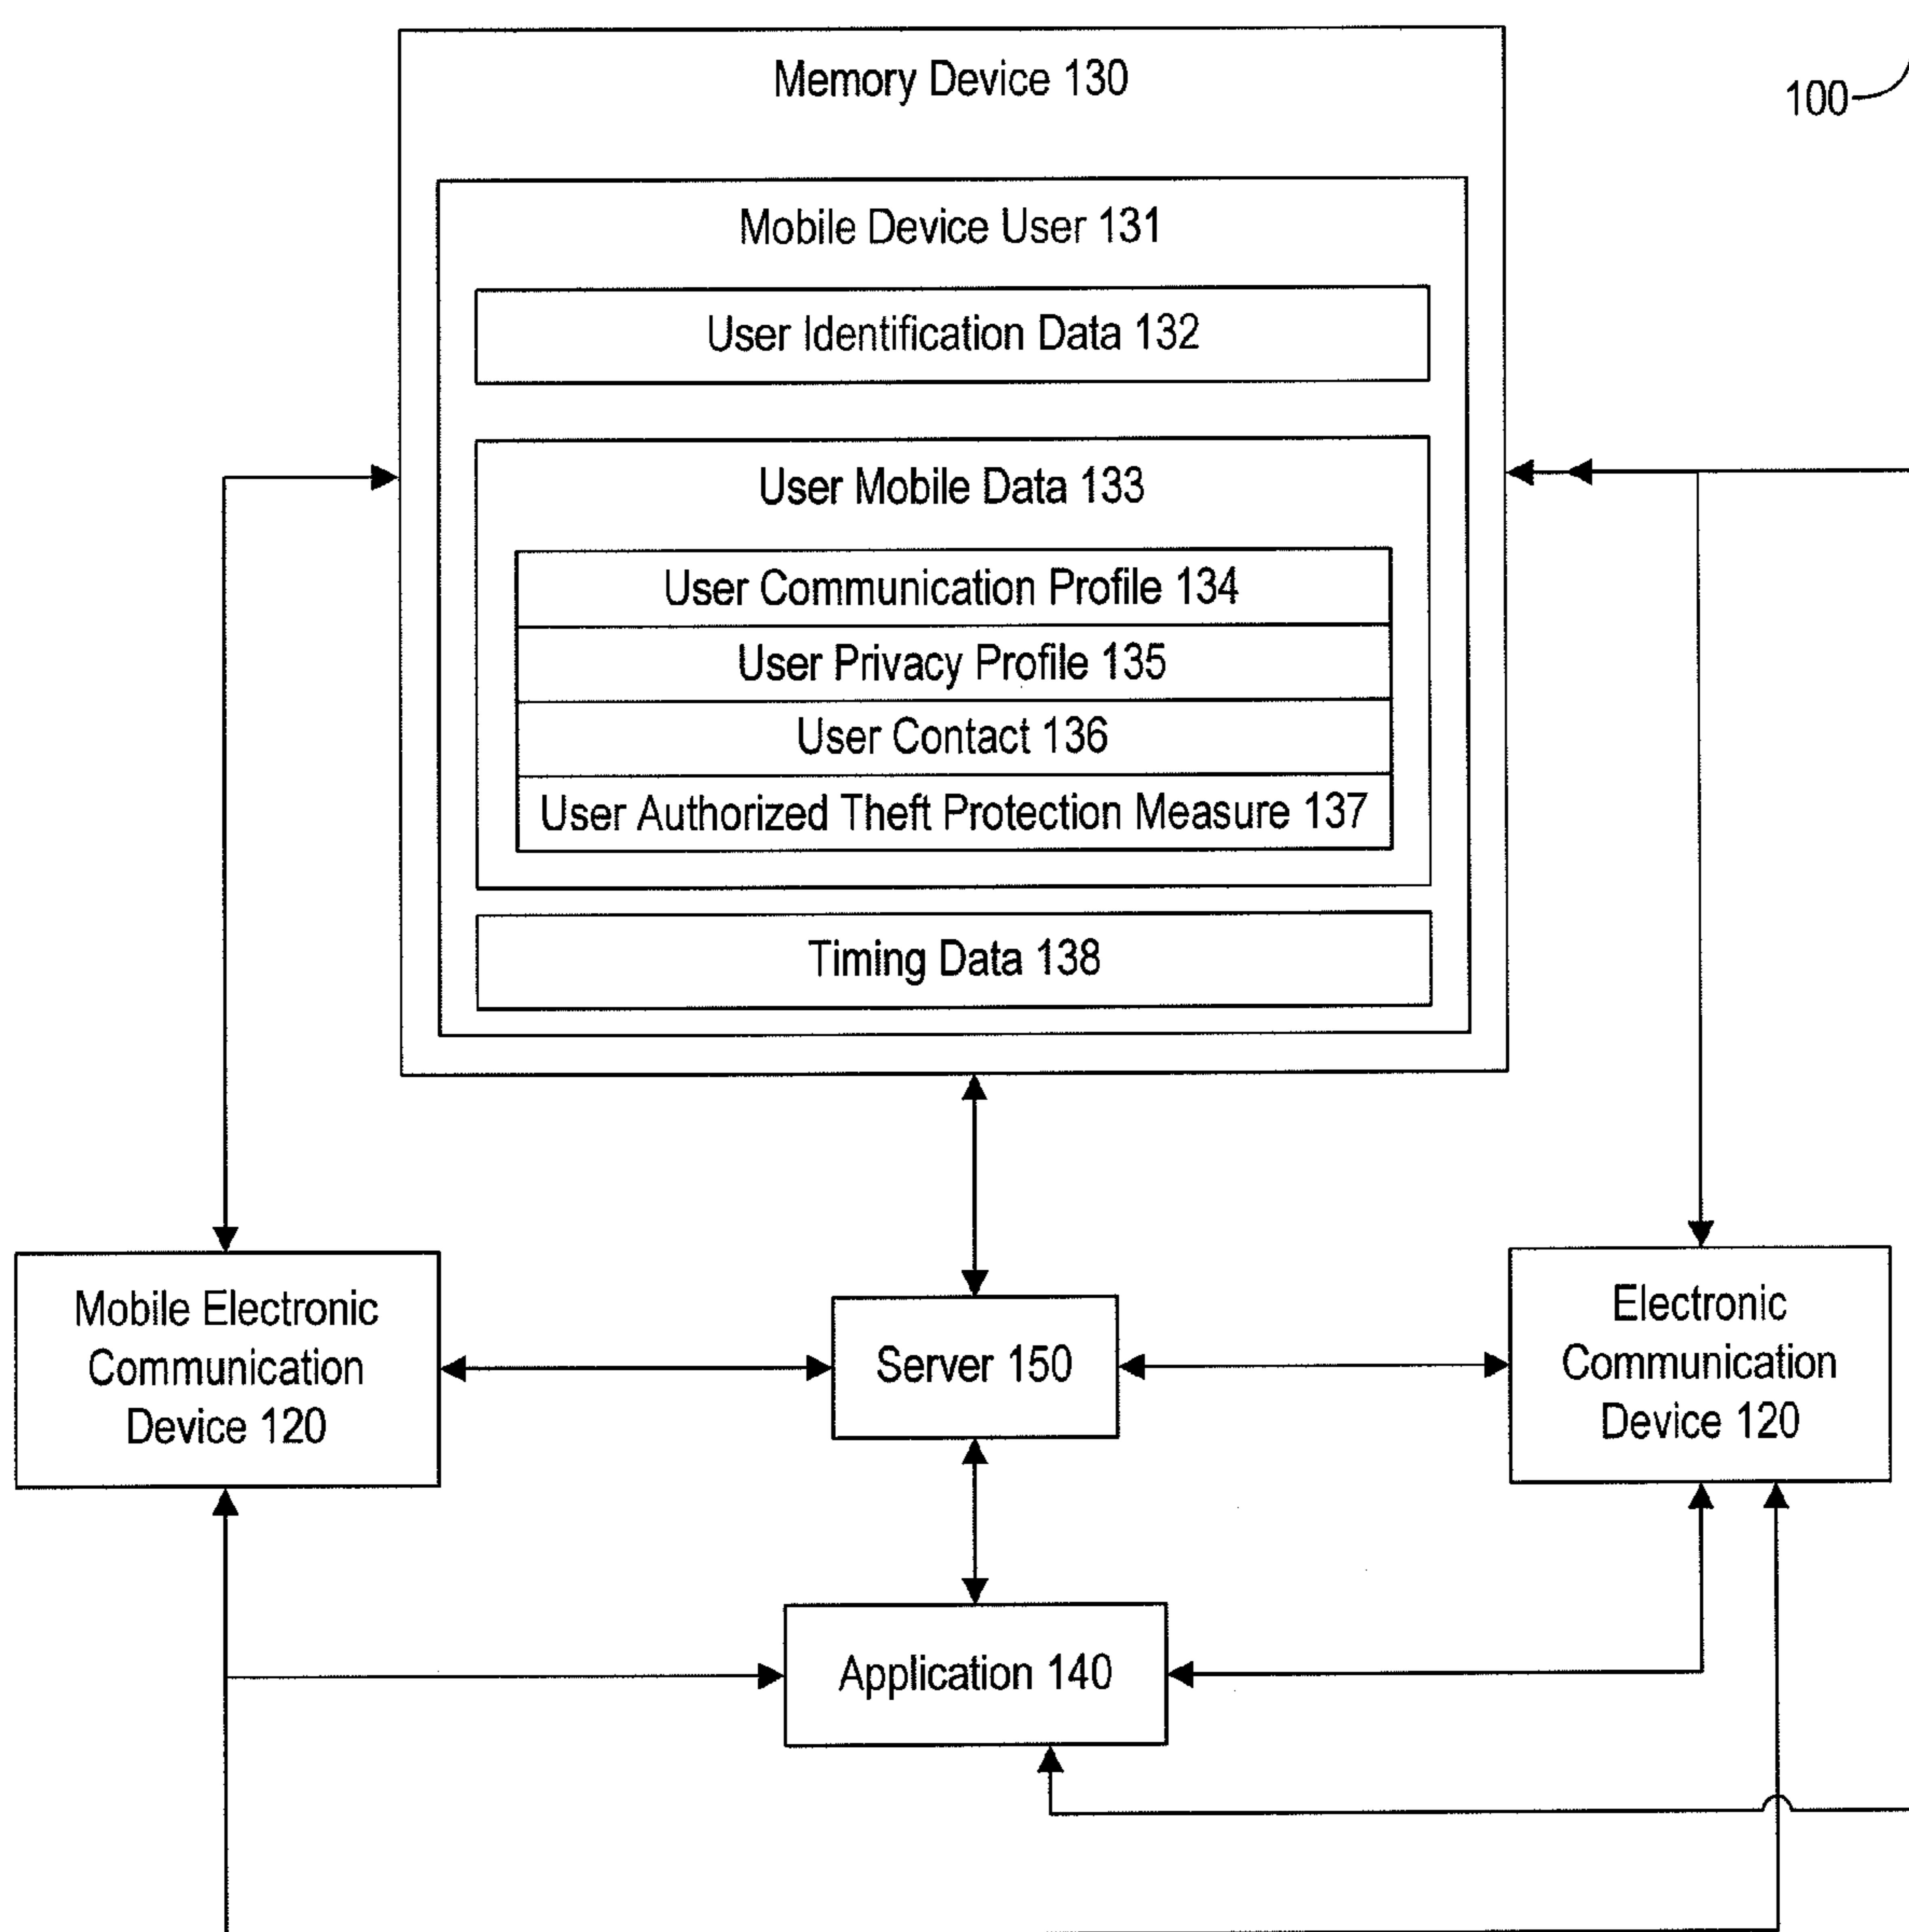 Memory Device 130
100
Mobile Device User 131
User Identification Data 132
User Mobile Data 133
User Communication Profile 134
User Privacy Profile 135
User Contact 136
User Authorized Theft Protection Measure 137
Timing Data 138
Mobile Electronic
Communication
Device 120
Server 150
Electronic
Communication
Device 120
Application 140